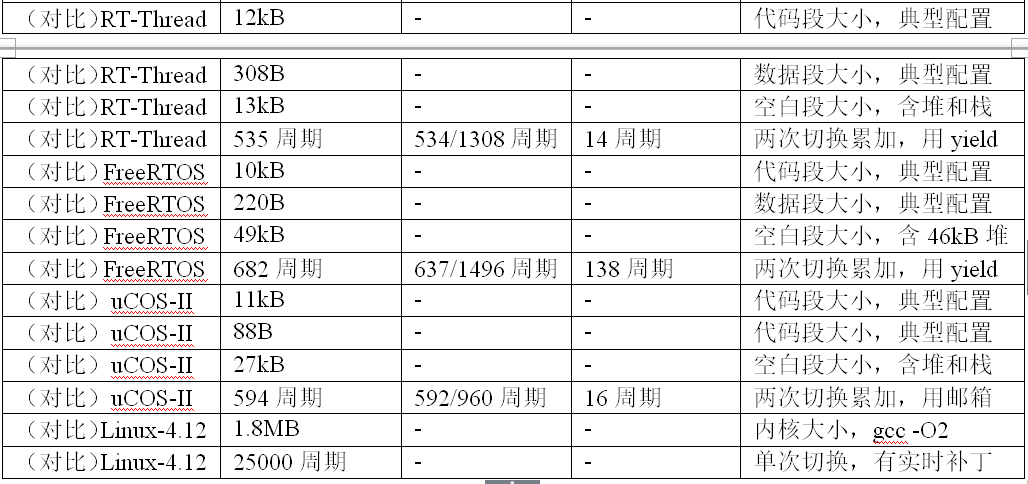 （对比）RT-Thread 12kB - - 代码段大小，典型配置
（对比）RT-Thread 308B - - 数据段大小，典型配置
（对比）RT-Thread 13kB - - 空白段大小，含堆和栈
（对比）RT-Thread 535 周期 534/1308 周期 14 周期 两次切换累加，用 yield
（对比）FreeRTOS 10kB - - 代码段大小，典型配置
（对比）FreeRTOS 220B - - 数据段大小，典型配置
（对比）FreeRTOS 49kB - - 空白段大小，含 46kB 堆
（对比）FreeRTOS 682 周期 637/1496 周期 138 周期 两次切换累加，用 yield
（对比）uCOS-II 11kB - - 代码段大小，典型配置
（对比）uCOS-II 88B - - 代码段大小，典型配置
（对比）uCOS-II 27kB - - 空白段大小，含堆和栈
（对比）uCOS-II 594 周期 592/960 周期 16 周期 两次切换累加，用邮箱
（对比）Linux-4.12 1.8MB - - 内核大小，gcc -O2
（对比）Linux-4.12 25000 周期 - - 单次切换，有实时补丁